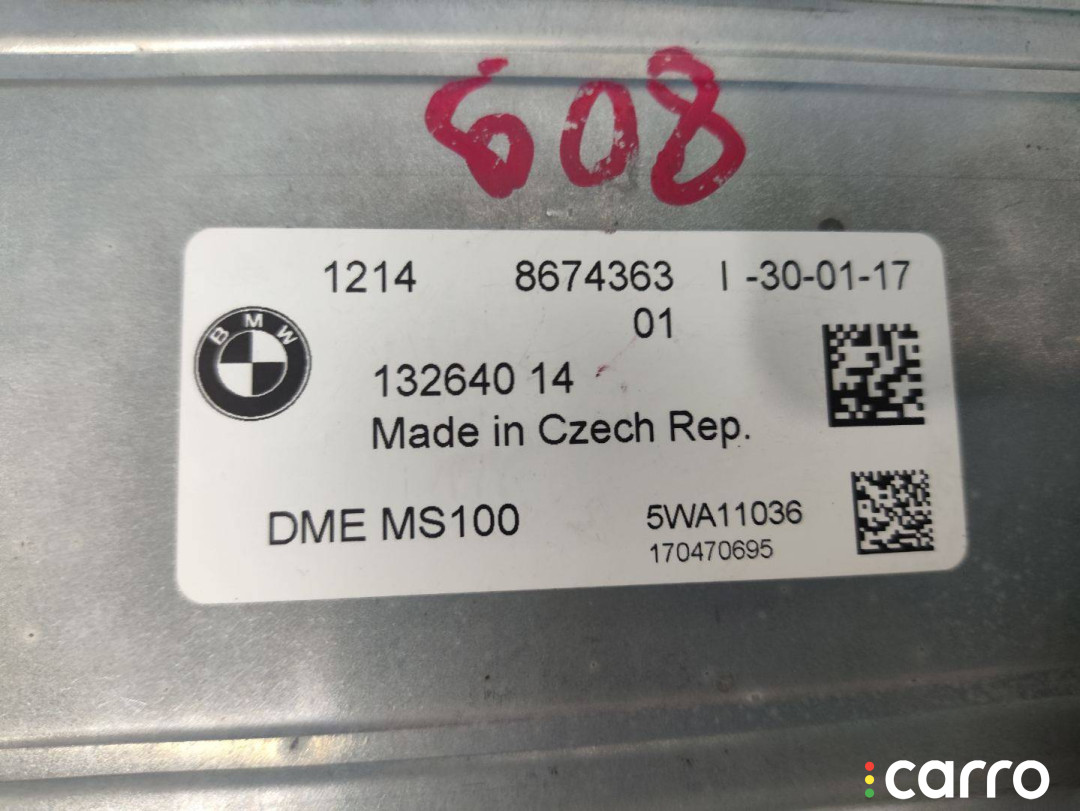 608
1214 8674363 I -30-01-17
01
BMW
132640 14
Made in Czech Rep.
DME MS100 5WA11036
170470695
carro